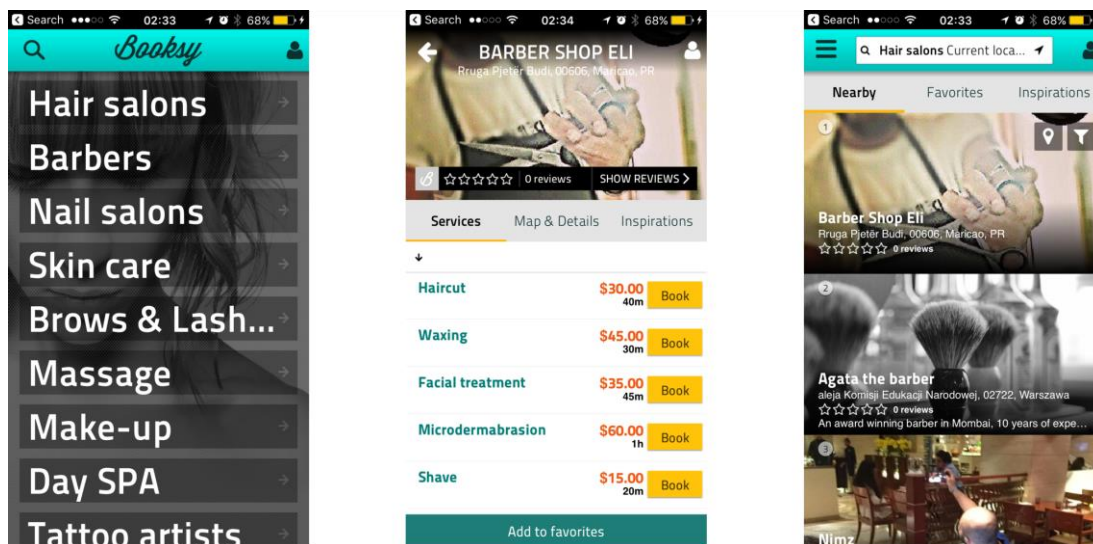 Search 02:33 68%
Booksy
Hair salons
Barbers
Nail salons
Skin care
Brows & Lash...
Massage
Make-up
Day SPA
Tattoo artists
Search 02:34 68%
BARBER SHOP ELI
Rruga Pjetër Budi, 00606, Maricao, PR
B 0 reviews SHOW REVIEWS
Services Map & Details Inspirations
Haircut $30.00 Book
40m
Waxing $45.00 Book
30m
Facial treatment $35.00 Book
45m
Microdermabrasion $60.00 Book
1h
Shave $15.00 Book
20m
Add to favorites
Search 02:33 68%
Hair salons Current loca...
Nearby Favorites Inspirations
1
Barber Shop Eli
Rruga Pjetër Budi, 00606, Maricao, PR
0 reviews
2
Agata the barber
aleja Komisji Edukacji Narodowej, 02722, Warszawa
0 reviews
An award winning barber in Mombai, 10 years of expe...
3
Nimz